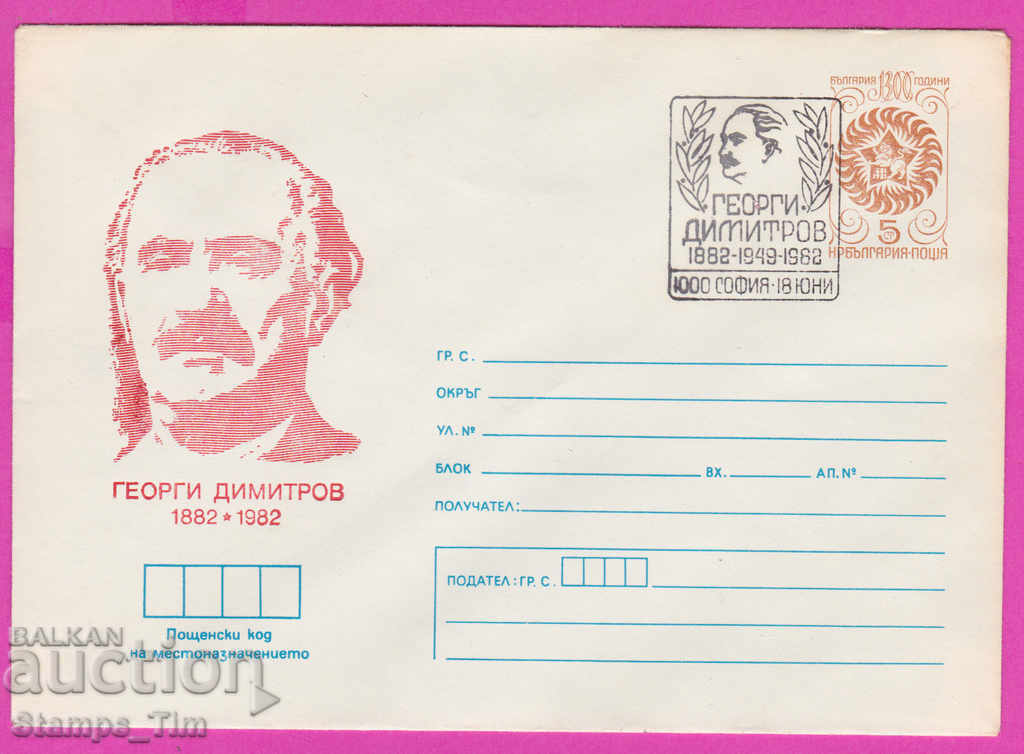 БЪЛГАРИЯ 1300 ГОДИНИ
5 СТ
НРБЪЛГАРИЯ·ПОЩА
·ГЕОРГИ·
ДИМИТРОВ
1882-1949-1982
1000 СОФИЯ·18 ЮНИ
ГЕОРГИ ДИМИТРОВ
1882 ★ 1982
ГР. С.
ОКРЪГ
УЛ. №
БЛОК ВХ. АП. №
ПОЛУЧАТЕЛ:
ПОДАТЕЛ: ГР. С.
Пощенски код
на местоназначението
BALKAN
auction
Stamps_Tim